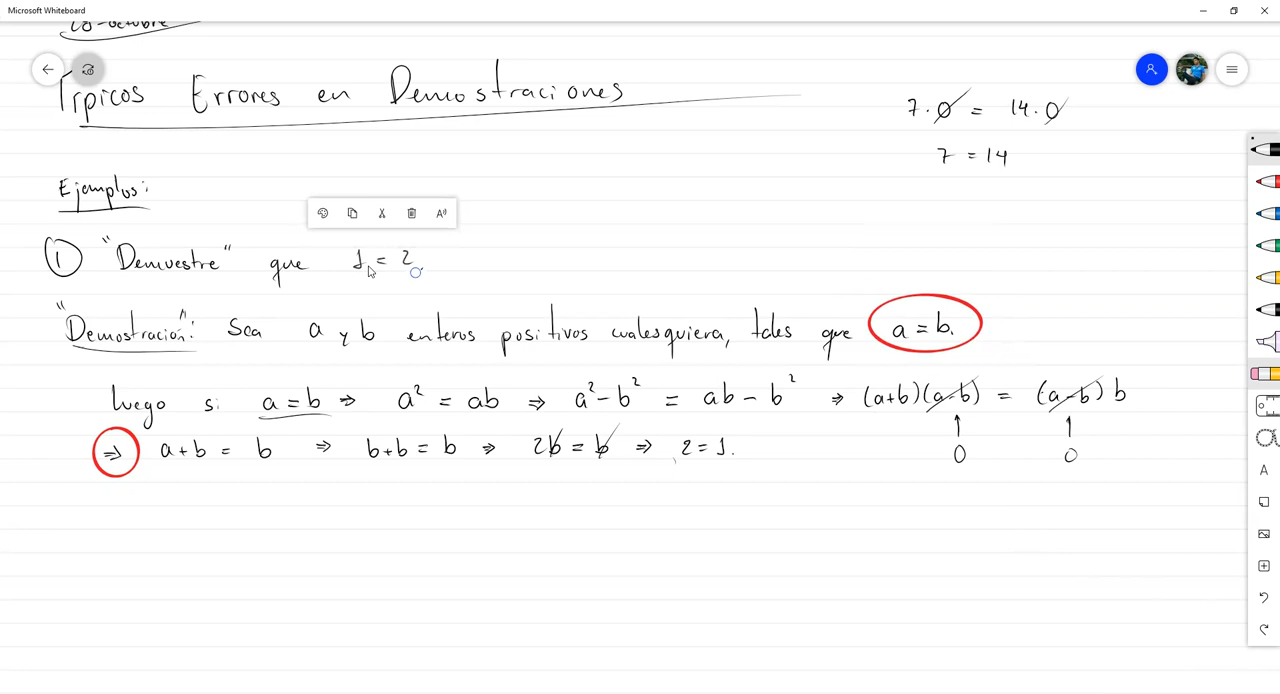 Microsoft Whiteboard
Típicos Errores en Demostraciones
7·0 = 14·0
7 = 14
Ejemplos:
① "Demuestre" que 1 = 2
"Demostración": Sea a y b enteros positivos cualesquiera, tales que a = b.
Luego si a = b ⇒ a² = ab ⇒ a² - b² = ab - b² ⇒ (a+b)(a-b) = (a-b) b
⇒ a+b = b ⇒ b+b = b ⇒ 2b = b ⇒ 2 = 1.
0 0